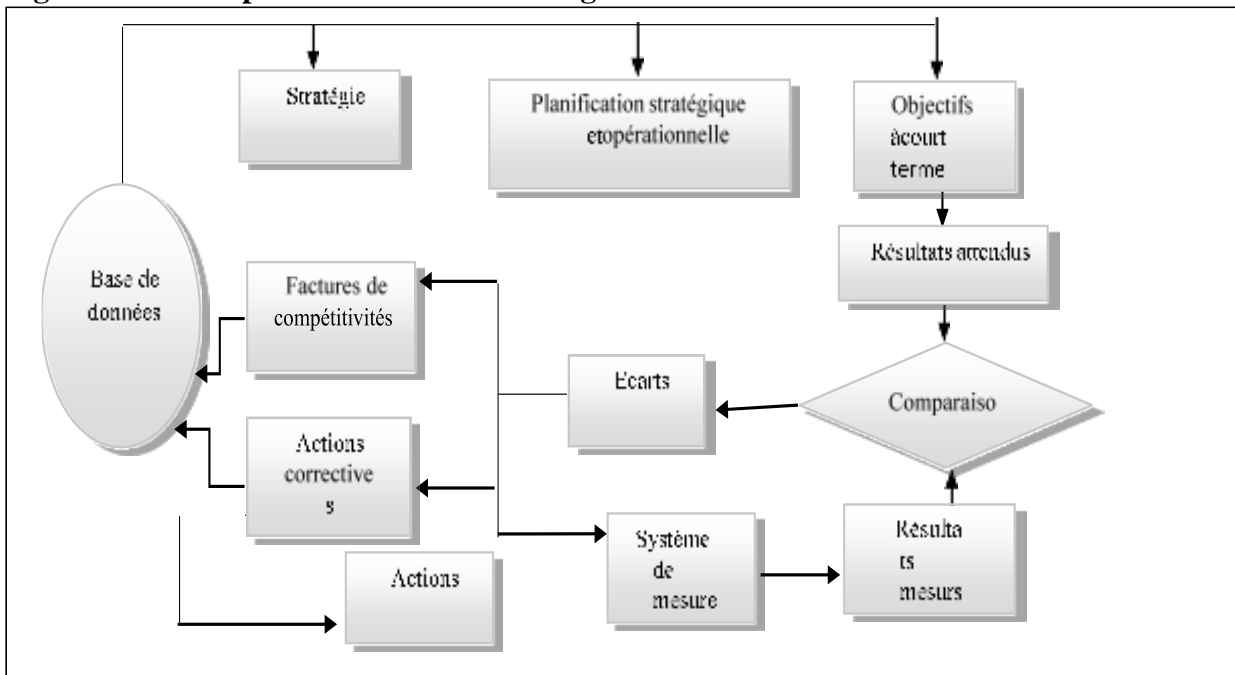 Stratégie
Planification stratégique
etopérationnelle
Objectifs
àcourt
terme
Résultats attendus
Base de
données
Factures de
compétitivités
Ecarts
Comparaiso
Actions
corrective
s
Système
de
mesure
Résulta
ts
mesurs
Actions